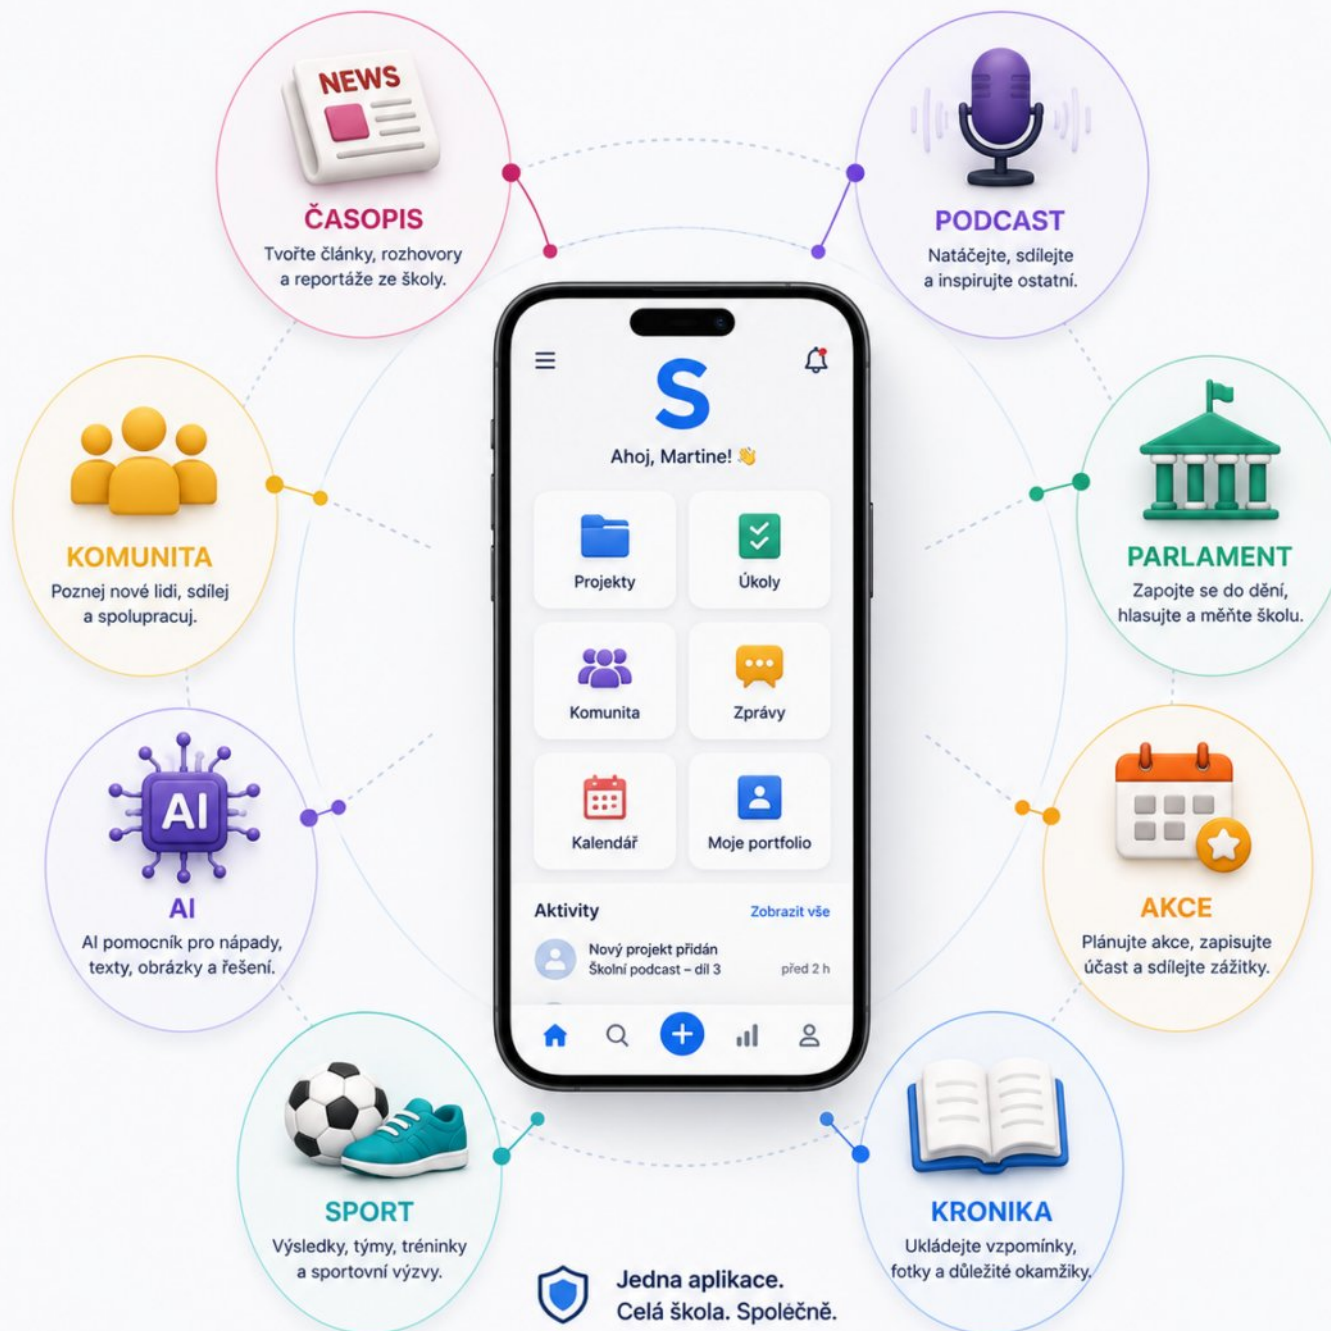 NEWS
ČASOPIS
Tvořte články, rozhovory
a reportáže ze školy.
PODCAST
Natáčejte, sdílejte
a inspirujte ostatní.
KOMUNITA
Poznej nové lidi, sdílej
a spolupracuj.
PARLAMENT
Zapojte se do dění,
hlasujte a měňte školu.
S
Ahoj, Martine! 👋
Projekty
Úkoly
Komunita
Zprávy
Kalendář
Moje portfolio
Aktivity
Zobrazit vše
Nový projekt přidán
Školní podcast – díl 3
před 2 h
AI
AI
AI pomocník pro nápady,
texty, obrázky a řešení.
AKCE
Plánujte akce, zapisujte
účast a sdílejte zážitky.
SPORT
Výsledky, týmy, tréninky
a sportovní výzvy.
KRONIKA
Ukládejte vzpomínky,
fotky a důležité okamžiky.
Jedna aplikace.
Celá škola. Společně.